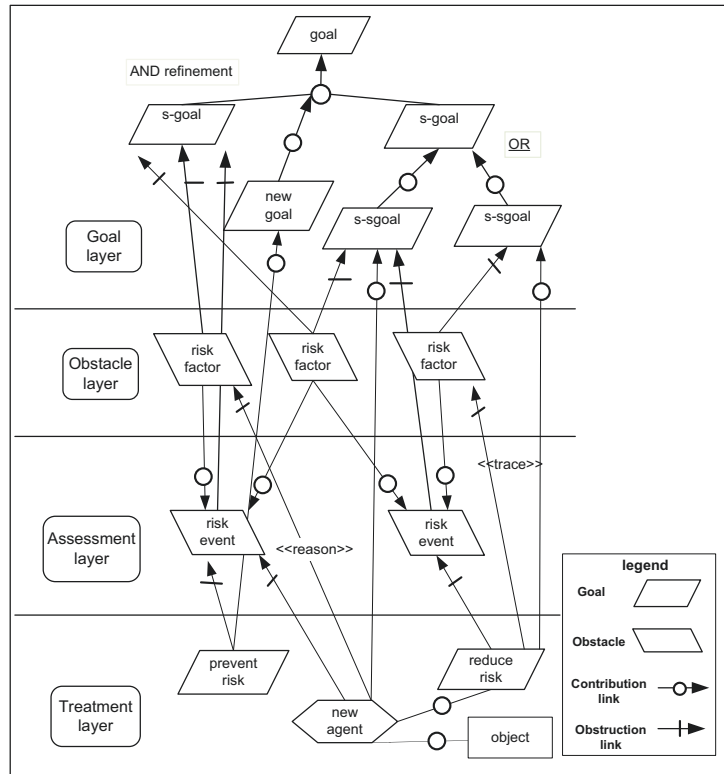 goal
AND refinement
s-goal
s-goal
OR
new
goal
s-sgoal
s-sgoal
Goal
layer
risk
factor
risk
factor
risk
factor
Obstacle
layer
<<trace>>
risk
event
risk
event
Assessment
layer
<<reason>>
legend
Goal
Obstacle
Contribution
link
Obstruction
link
prevent
risk
reduce
risk
Treatment
layer
new
agent
object